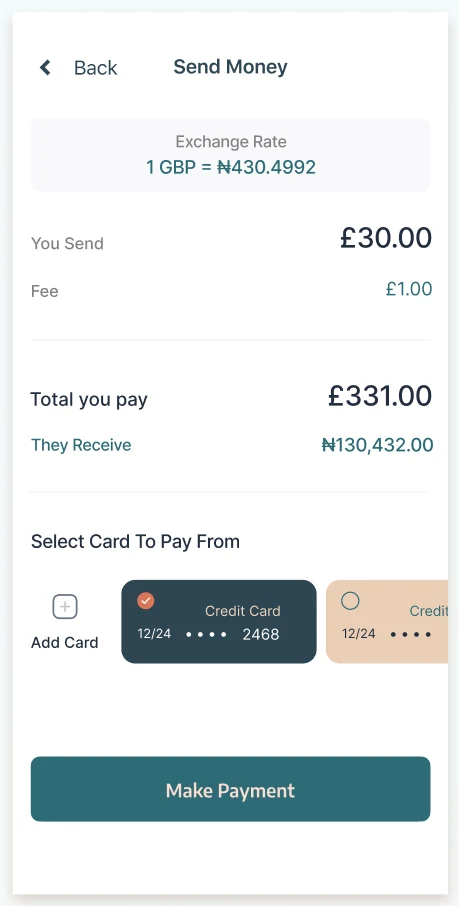 Back Send Money
Exchange Rate
1 GBP = ₦430.4992
You Send £30.00
Fee £1.00
Total you pay £331.00
They Receive ₦130,432.00
Select Card To Pay From
Add Card
Credit Card
12/24 •••• 2468
Credit
12/24 ••••
Make Payment